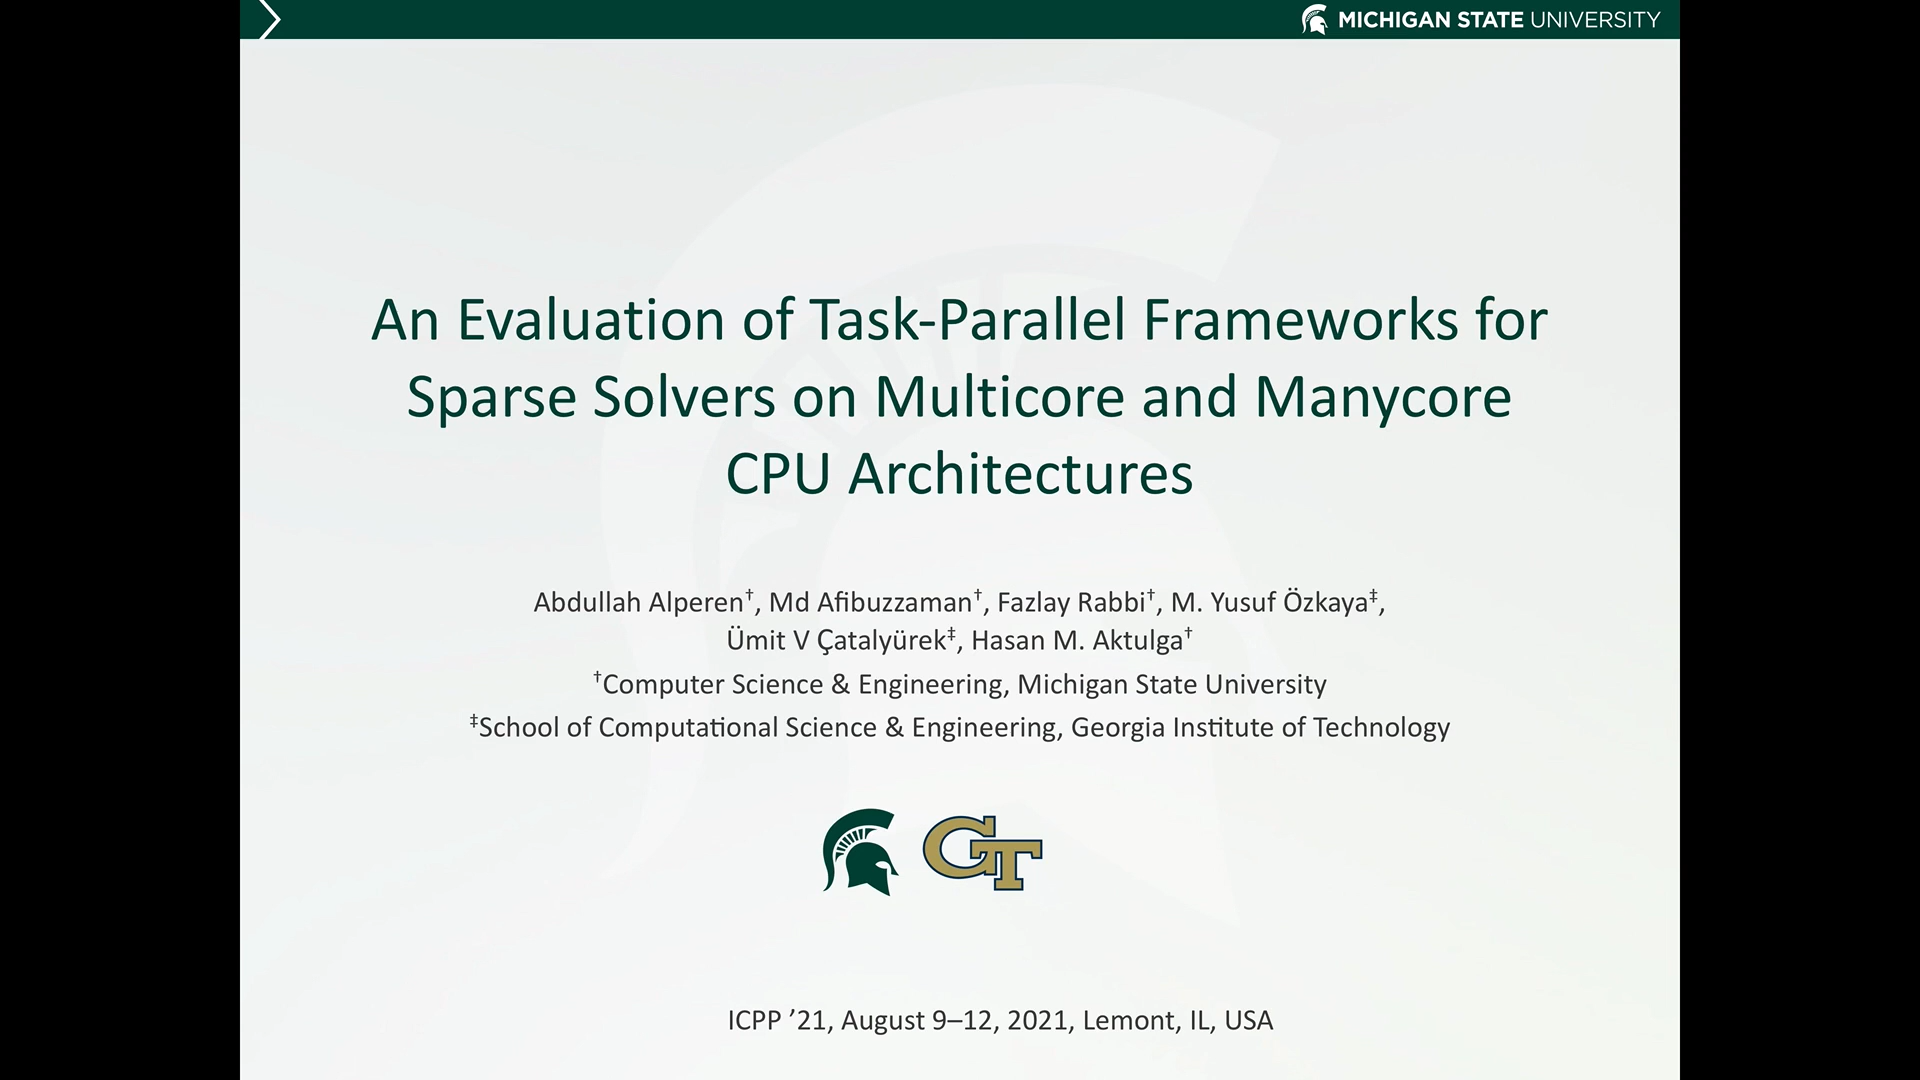 MICHIGAN STATE UNIVERSITY
An Evaluation of Task-Parallel Frameworks for
Sparse Solvers on Multicore and Manycore
CPU Architectures
Abdullah Alperen†, Md Afibuzzaman†, Fazlay Rabbi†, M. Yusuf Özkaya‡,
Ümit V Çatalyürek‡, Hasan M. Aktulga†
†Computer Science & Engineering, Michigan State University
‡School of Computational Science & Engineering, Georgia Institute of Technology
GT
ICPP ’21, August 9–12, 2021, Lemont, IL, USA